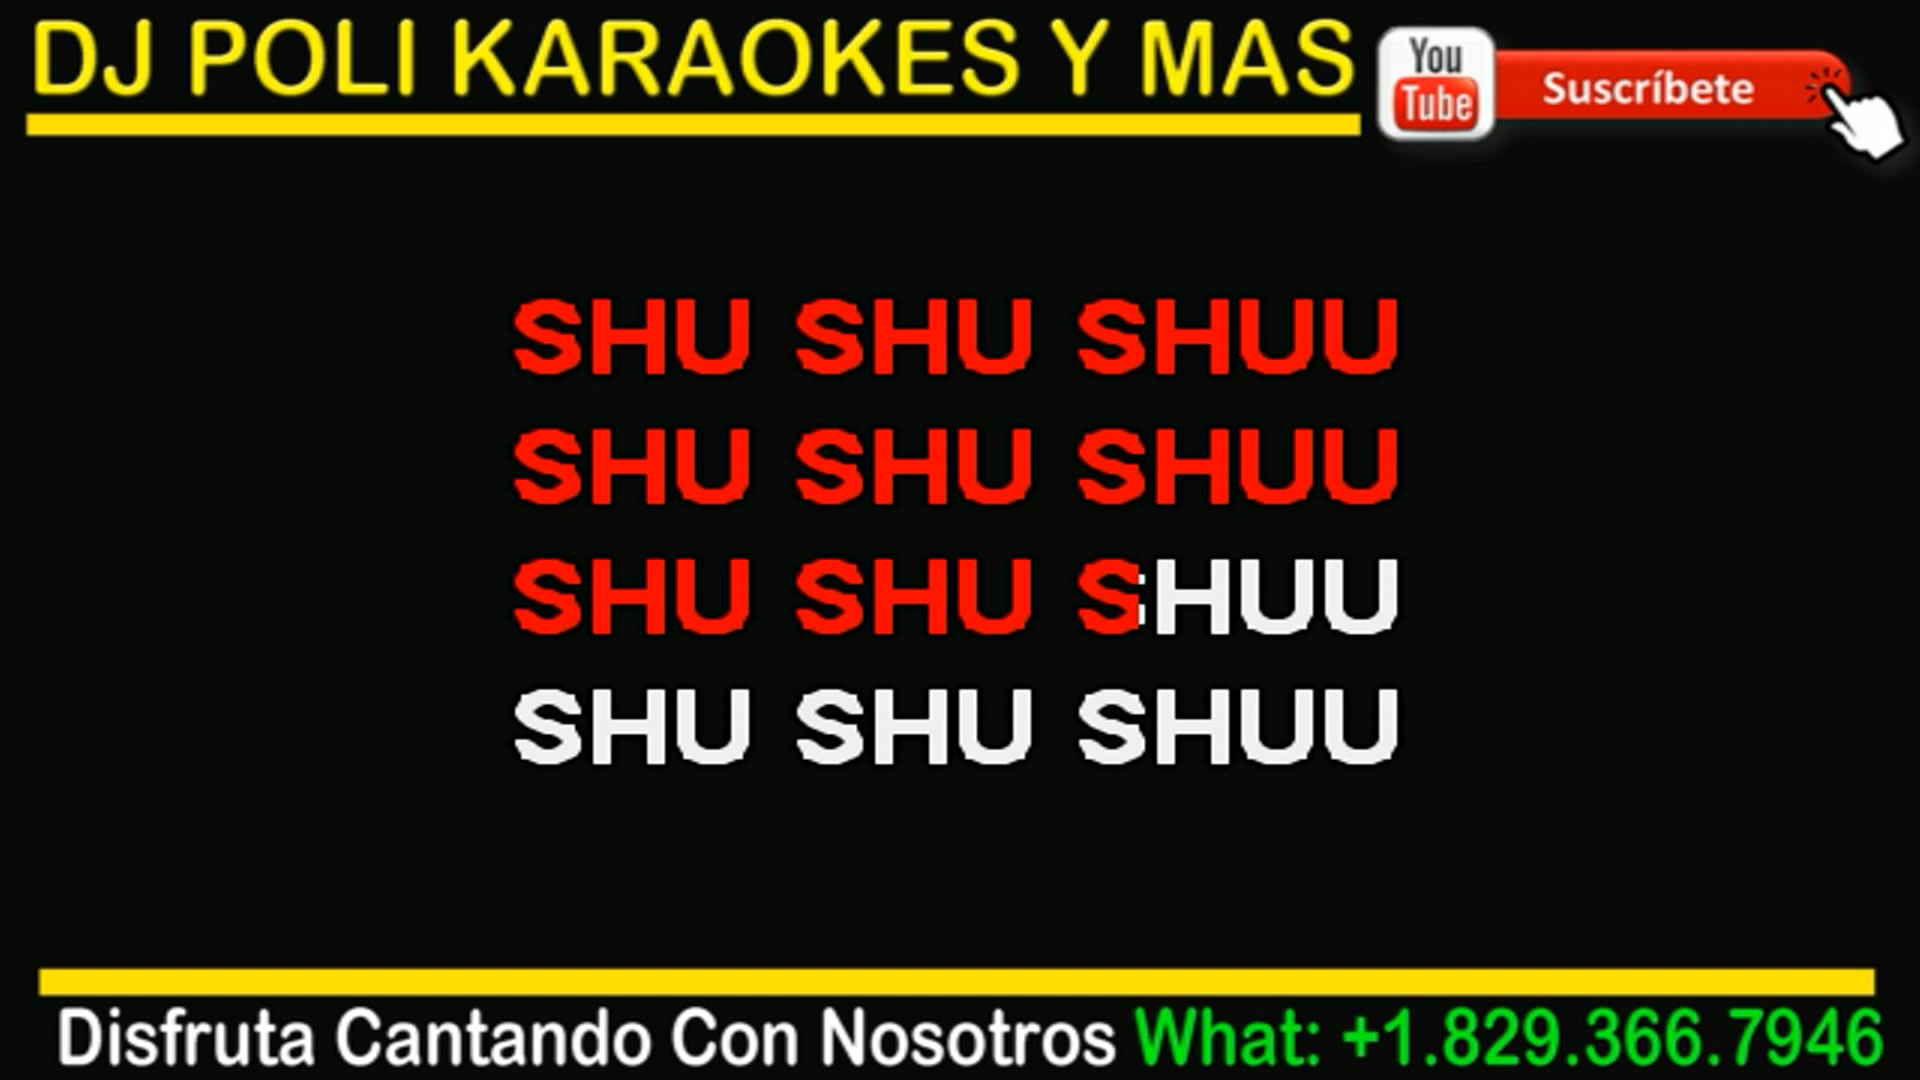 DJ POLI KARAOKES Y MAS
You Tube Suscríbete
SHU SHU SHUU
SHU SHU SHUU
SHU SHU SHUU
SHU SHU SHUU
Disfruta Cantando Con Nosotros What: +1.829.366.7946